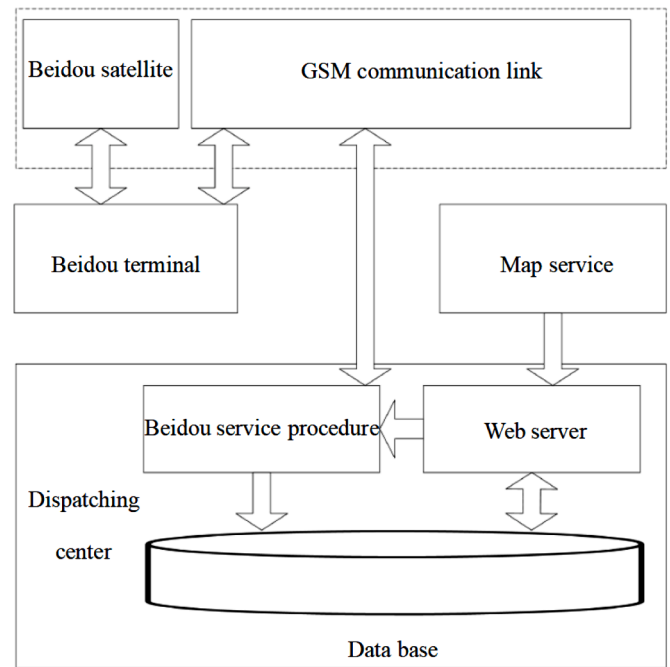 Beidou satellite
GSM communication link
Beidou terminal
Map service
Beidou service procedure
Web server
Dispatching
center
Data base